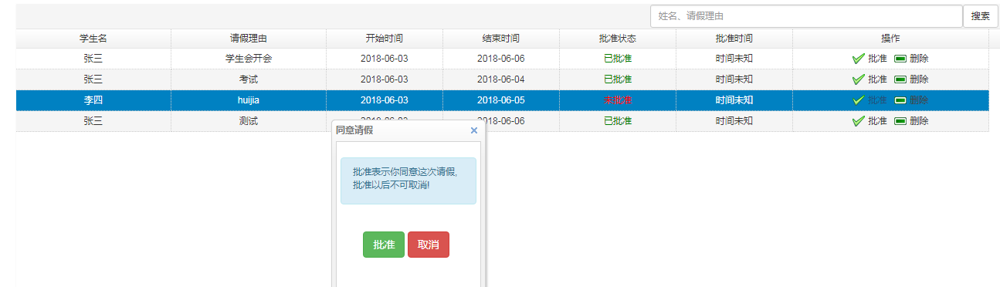 姓名、请假理由 搜索
学生名 请假理由 开始时间 结束时间 批准状态 批准时间 操作
张三 学生会开会 2018-06-03 2018-06-06 已批准 时间未知 批准 删除
张三 考试 2018-06-03 2018-06-04 已批准 时间未知 批准 删除
李四 huijia 2018-06-03 2018-06-05 未批准 时间未知 批准 删除
张三 测试 2018-06-03 2018-06-06 已批准 时间未知 批准 删除
同意请假
批准表示你同意这次请假,
批准以后不可取消!
批准 取消